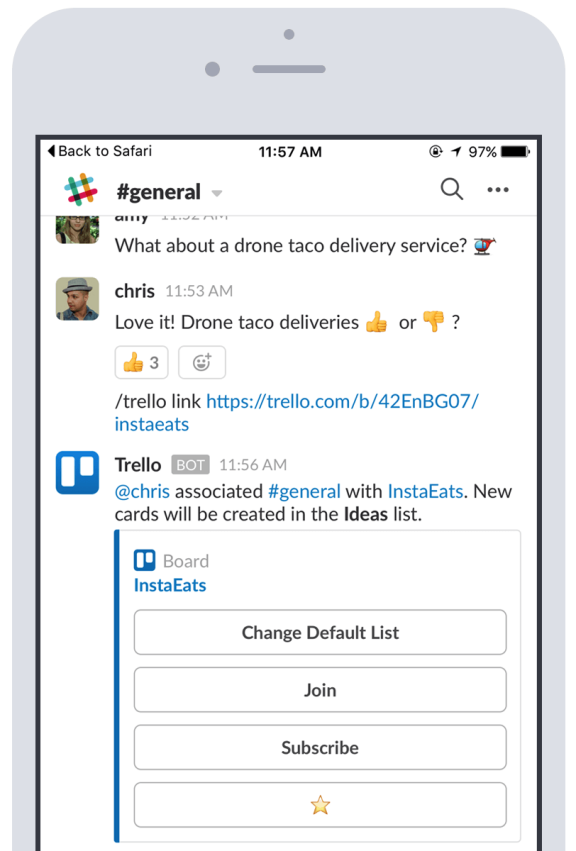 Back to Safari 11:57 AM 97%
#general
amy 11:52 AM
What about a drone taco delivery service? 🚁
chris 11:53 AM
Love it! Drone taco deliveries 👍 or 👎 ?
👍 3
/trello link https://trello.com/b/42EnBG07/
instaeats
Trello BOT 11:56 AM
@chris associated #general with InstaEats. New
cards will be created in the Ideas list.
Board
InstaEats
Change Default List
Join
Subscribe